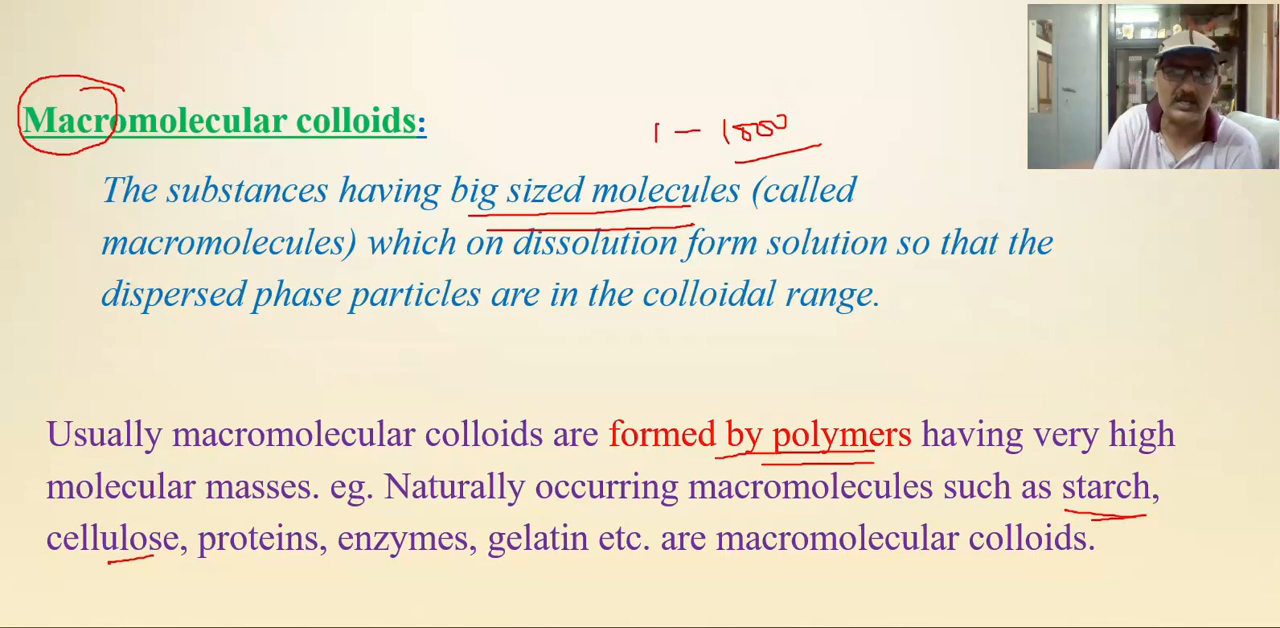 Macromolecular colloids:
1 – 1000
The substances having big sized molecules (called
macromolecules) which on dissolution form solution so that the
dispersed phase particles are in the colloidal range.
Usually macromolecular colloids are formed by polymers having very high
molecular masses. eg. Naturally occurring macromolecules such as starch,
cellulose, proteins, enzymes, gelatin etc. are macromolecular colloids.